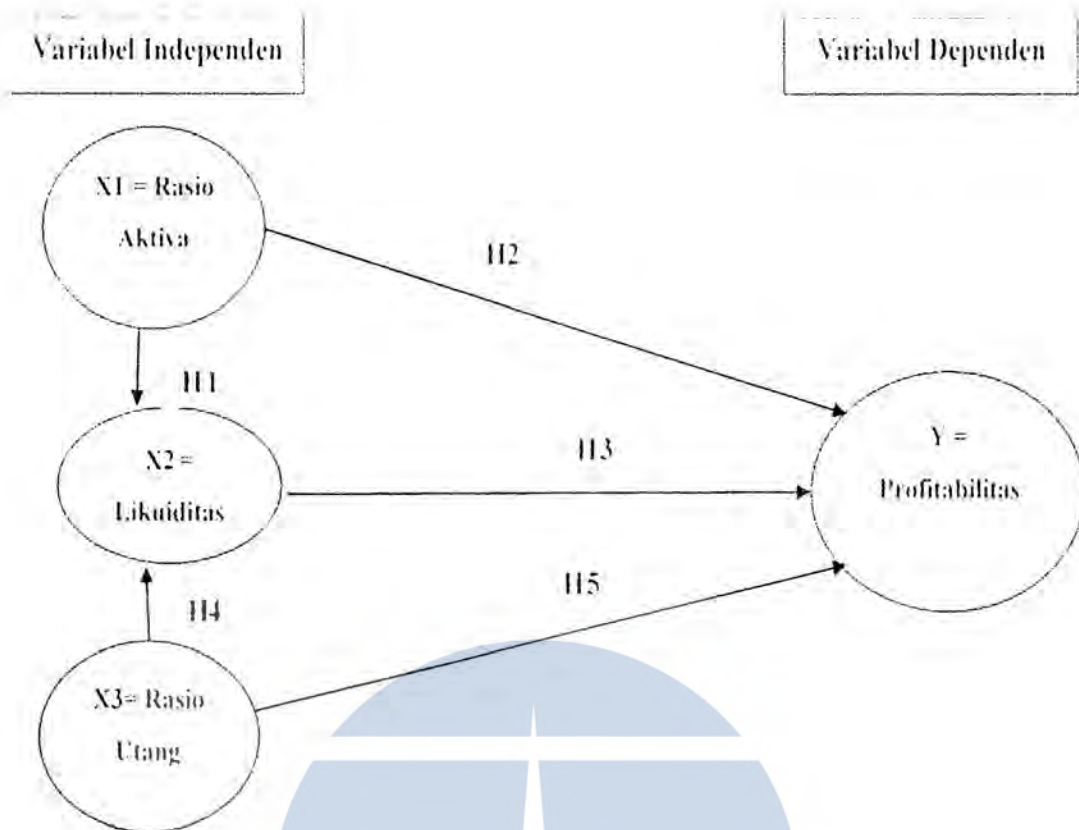 Variabel Independen
Variabel Dependen
X1 = Rasio
Aktiva
H2
H1
X2 =
Likuiditas
H3
Y =
Profitabilitas
H4
H5
X3= Rasio
Utang